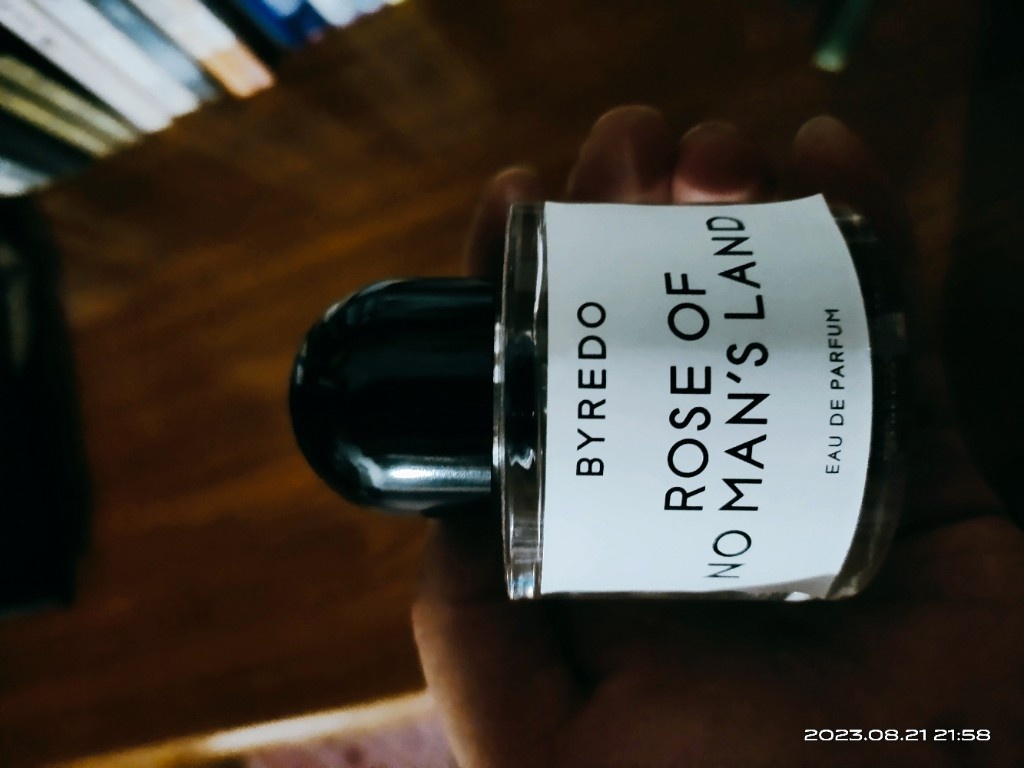 BYREDO
ROSE OF
NO MAN'S LAND
EAU DE PARFUM
2023.08.21 21:58